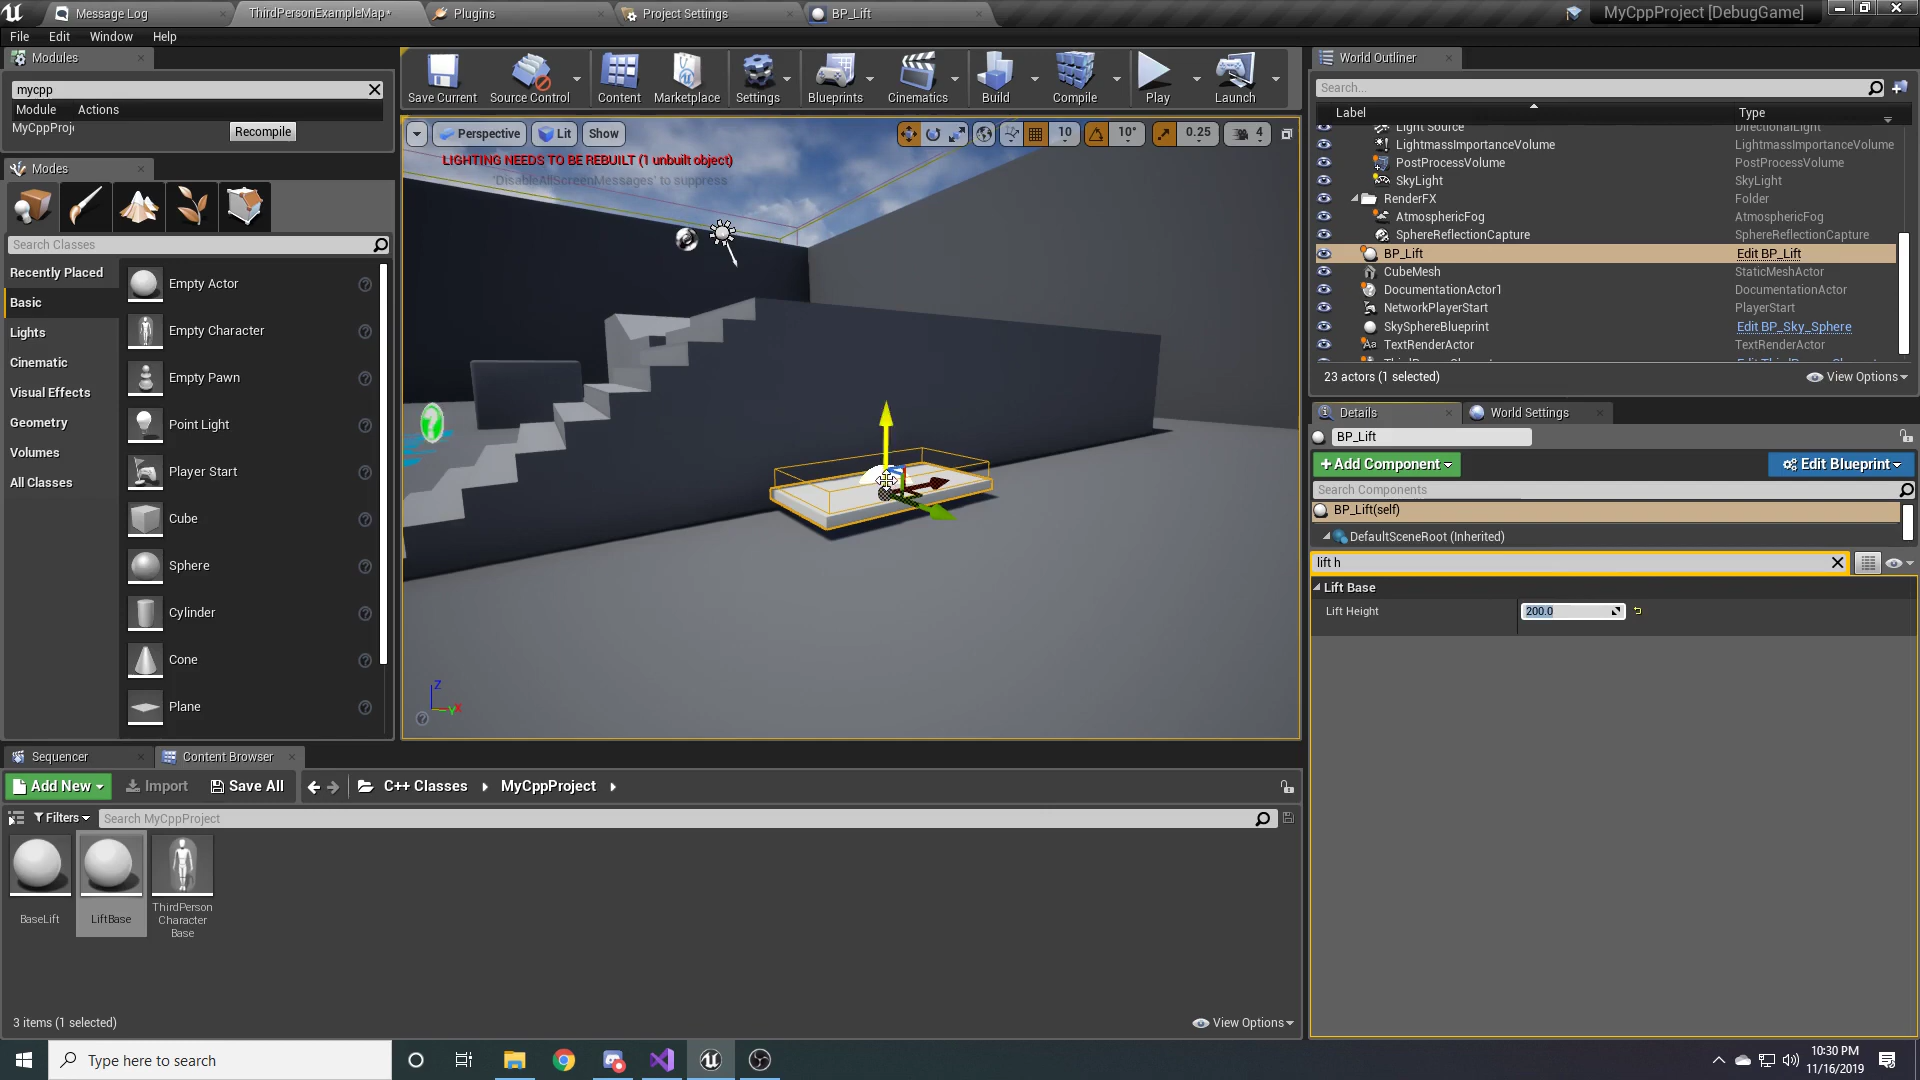 Message Log
ThirdPersonExampleMap*
Plugins
Project Settings
BP_Lift
MyCppProject [DebugGame]
File
Edit
Window
Help
Modules
mycpp
Module
Actions
MyCppProj
Recompile
Modes
Search Classes
Recently Placed
Basic
Lights
Cinematic
Visual Effects
Geometry
Volumes
All Classes
Empty Actor
Empty Character
Empty Pawn
Point Light
Player Start
Cube
Sphere
Cylinder
Cone
Plane
Save Current
Source Control
Content
Marketplace
Settings
Blueprints
Cinematics
Build
Compile
Play
Launch
Perspective
Lit
Show
10
10°
0.25
4
LIGHTING NEEDS TO BE REBUILT (1 unbuilt object)
'DisableAllScreenMessages' to suppress
Z
Y
X
World Outliner
Search...
Label
Type
Light Source DirectionalLight
LightmassImportanceVolume LightmassImportanceVolume
PostProcessVolume PostProcessVolume
SkyLight SkyLight
RenderFX Folder
AtmosphericFog AtmosphericFog
SphereReflectionCapture SphereReflectionCapture
BP_Lift Edit BP_Lift
CubeMesh StaticMeshActor
DocumentationActor1 DocumentationActor
NetworkPlayerStart PlayerStart
SkySphereBlueprint Edit BP_Sky_Sphere
TextRenderActor TextRenderActor
23 actors (1 selected)
View Options
Details
World Settings
BP_Lift
+Add Component
Edit Blueprint
Search Components
BP_Lift(self)
DefaultSceneRoot (Inherited)
lift h
Lift Base
Lift Height
200.0
Sequencer
Content Browser
Add New
Import
Save All
C++ Classes
MyCppProject
Filters
Search MyCppProject
BaseLift
LiftBase
ThirdPerson
Character
Base
3 items (1 selected)
View Options
Type here to search
10:30 PM
11/16/2019